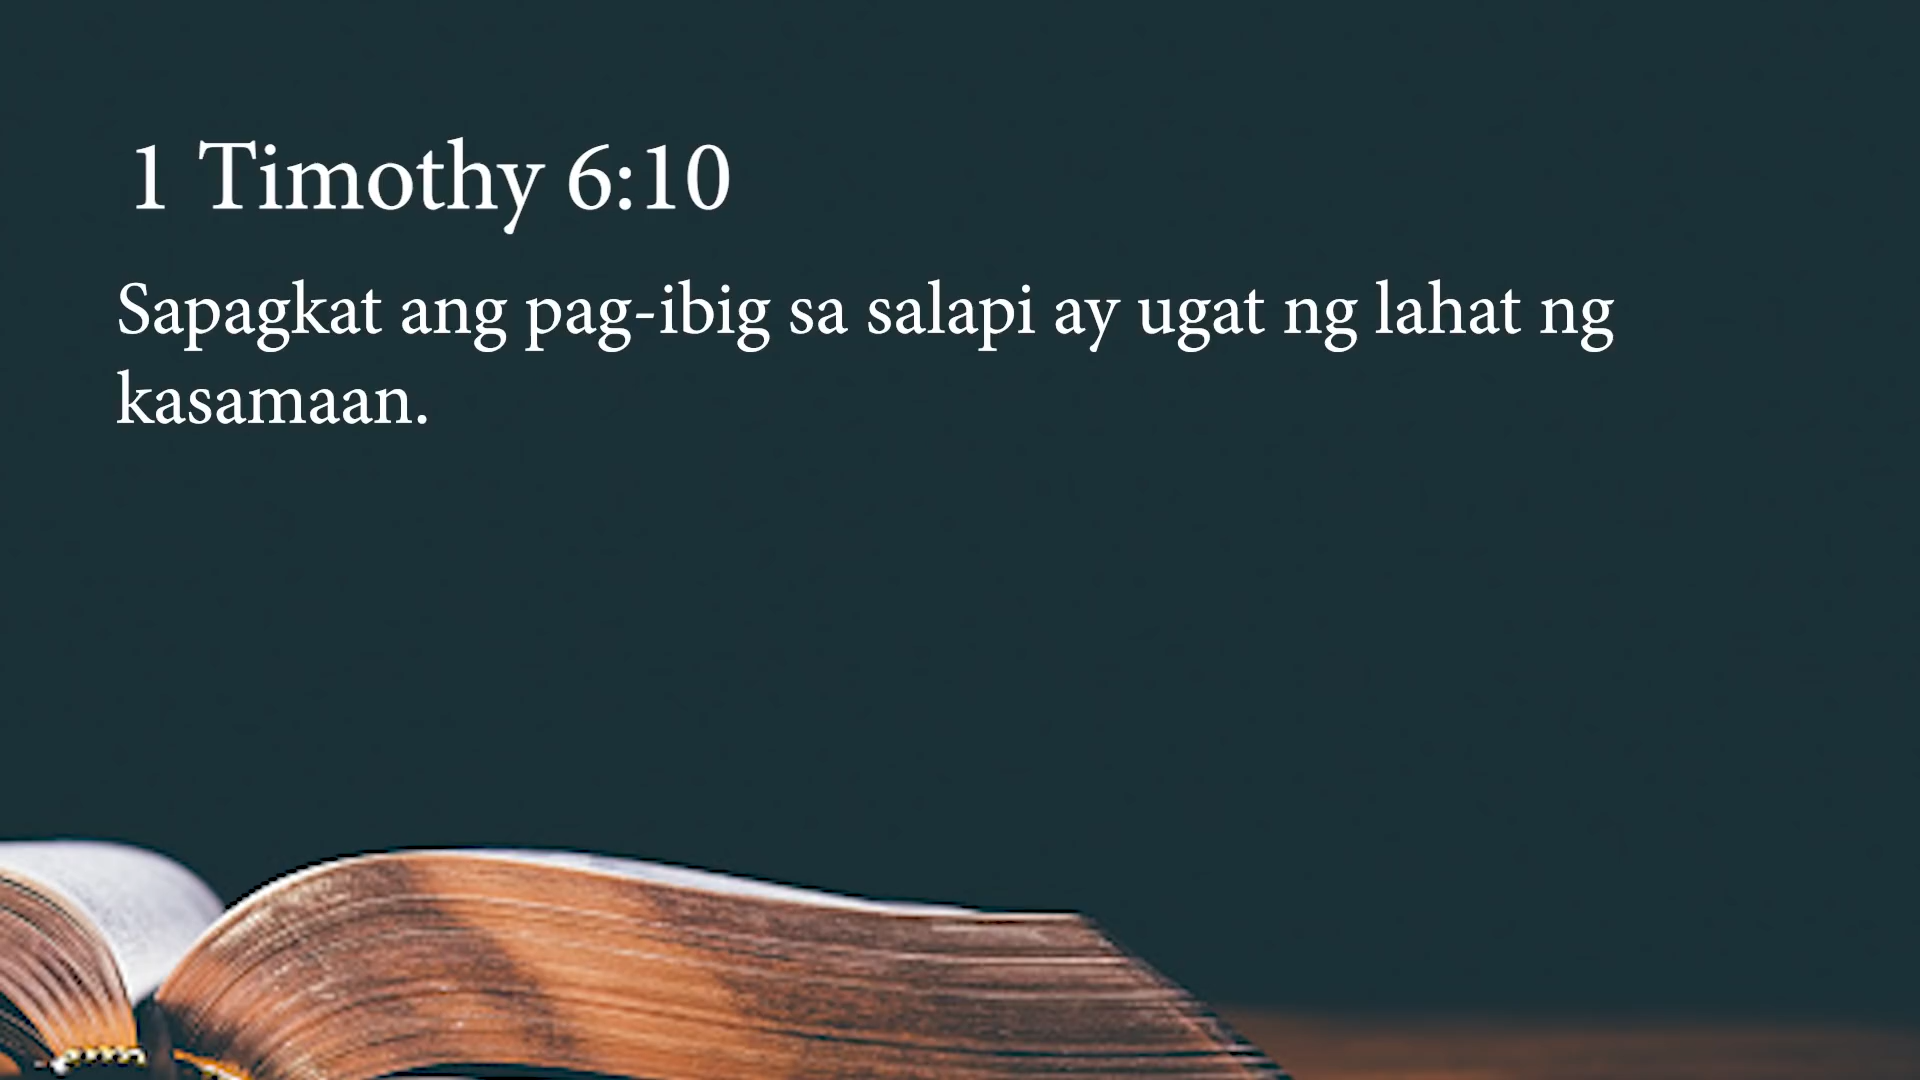 1 Timothy 6:10
Sapagkat ang pag-ibig sa salapi ay ugat ng lahat ng
kasamaan.